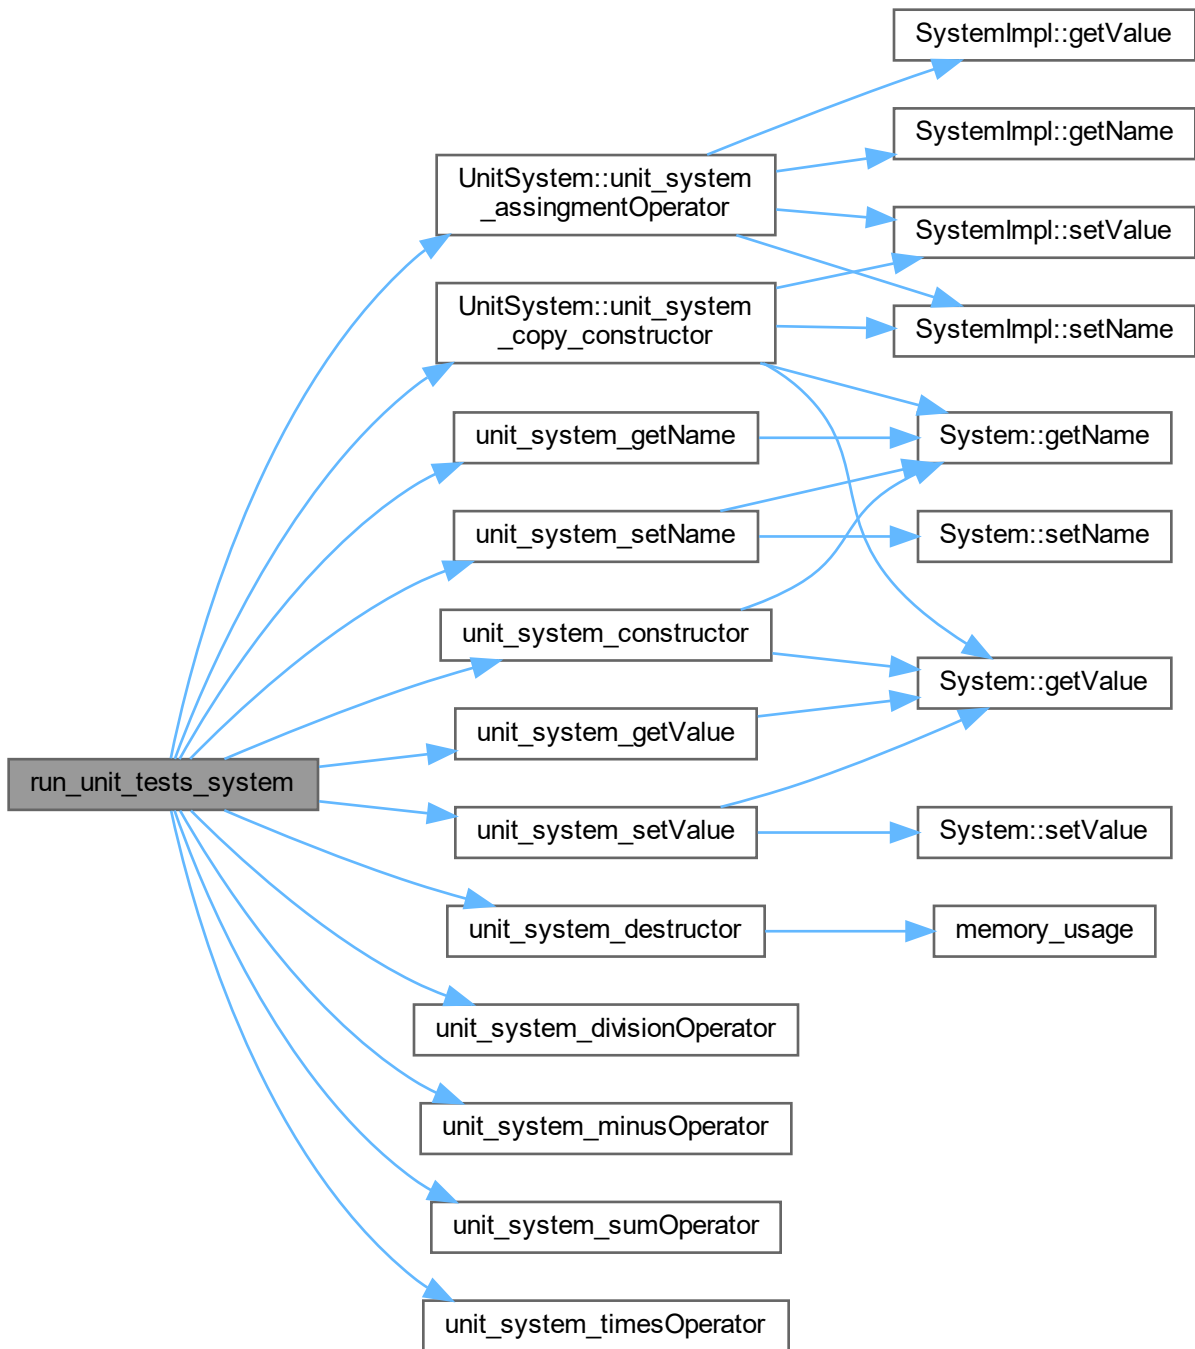 run_unit_tests_system
UnitSystem::unit_system
_assingmentOperator
UnitSystem::unit_system
_copy_constructor
unit_system_getName
unit_system_setName
unit_system_constructor
unit_system_getValue
unit_system_setValue
unit_system_destructor
unit_system_divisionOperator
unit_system_minusOperator
unit_system_sumOperator
unit_system_timesOperator
SystemImpl::getValue
SystemImpl::getName
SystemImpl::setValue
SystemImpl::setName
System::getName
System::setName
System::getValue
System::setValue
memory_usage